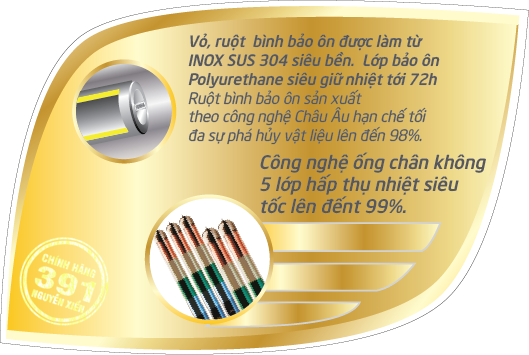 Vỏ, ruột bình bảo ôn được làm từ
INOX SUS 304 siêu bền. Lớp bảo ôn
Polyurethane siêu giữ nhiệt tới 72h
Ruột bình bảo ôn sản xuất
theo công nghệ Châu Âu hạn chế tối
đa sự phá hủy vật liệu lên đến 98%.
Công nghệ ống chân không
5 lớp hấp thụ nhiệt siêu
tốc lên đếnt 99%.
CHÍNH HÃNG
391
NGUYỄN XIỂN